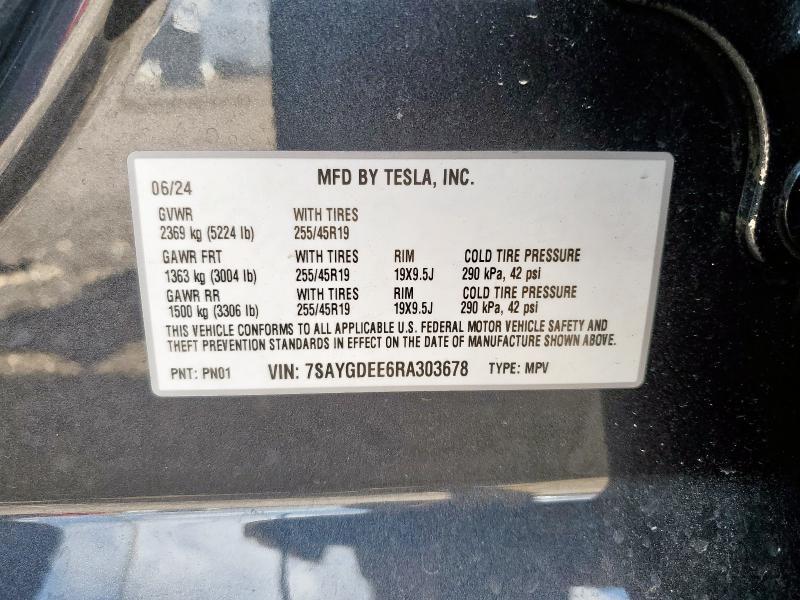 06/24 MFD BY TESLA, INC.
GVWR WITH TIRES
2369 kg (5224 lb) 255/45R19
GAWR FRT WITH TIRES RIM COLD TIRE PRESSURE
1363 kg (3004 lb) 255/45R19 19X9.5J 290 kPa, 42 psi
GAWR RR WITH TIRES RIM COLD TIRE PRESSURE
1500 kg (3306 lb) 255/45R19 19X9.5J 290 kPa, 42 psi
THIS VEHICLE CONFORMS TO ALL APPLICABLE U.S. FEDERAL MOTOR VEHICLE SAFETY AND
THEFT PREVENTION STANDARDS IN EFFECT ON THE DATE OF MANUFACTURE SHOWN ABOVE.
PNT: PN01 VIN: 7SAYGDEE6RA303678 TYPE: MPV